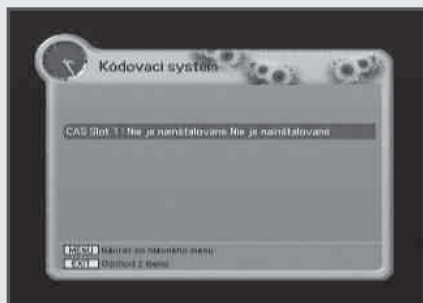 Kódovací systém
CAS Slot 1 : Nie je nainštalované Nie je nainštalované
MENU Návrat do hlavného menu
EXIT Odchod z menu